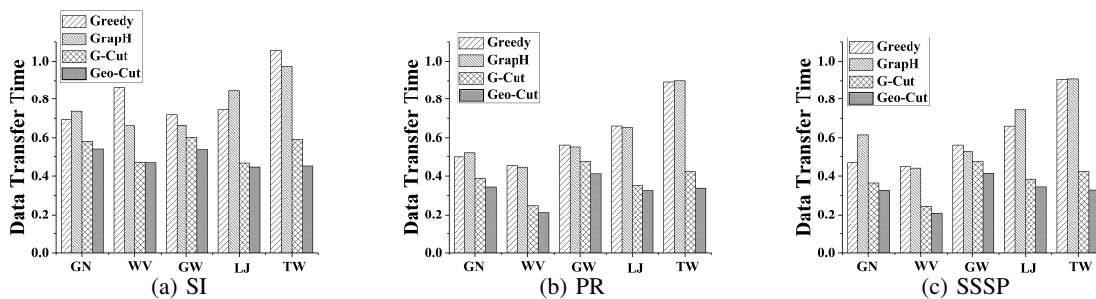 Data Transfer Time
1.0
0.8
0.6
0.4
0.2
0.0
Greedy
GrapH
G-Cut
Geo-Cut
GN WV GW LJ TW
(a) SI
Data Transfer Time
1.0
0.8
0.6
0.4
0.2
0.0
Greedy
GrapH
G-Cut
Geo-Cut
GN WV GW LJ TW
(b) PR
Data Transfer Time
1.0
0.8
0.6
0.4
0.2
0.0
Greedy
GrapH
G-Cut
Geo-Cut
GN WV GW LJ TW
(c) SSSP